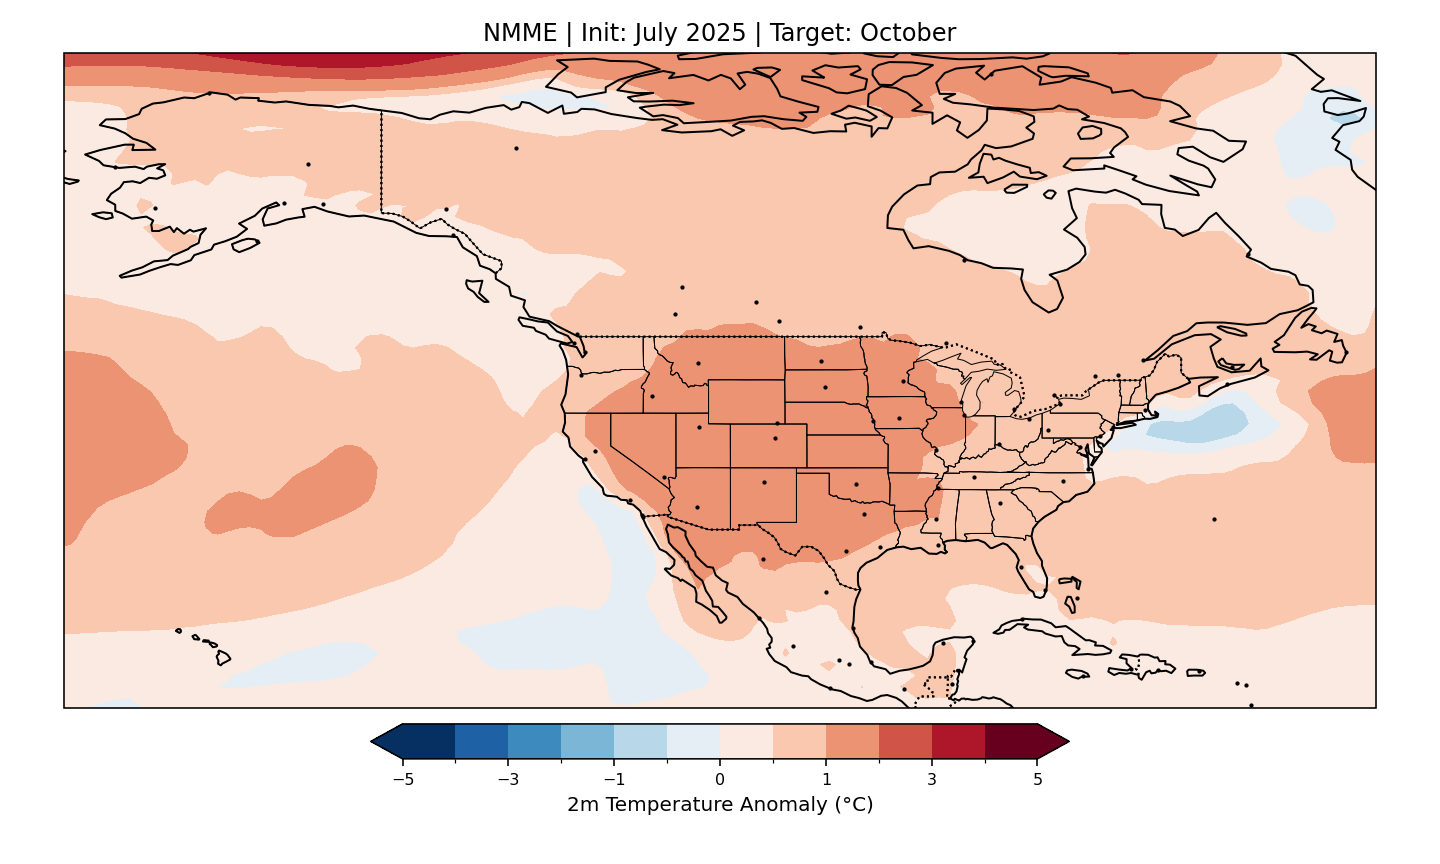 NMME | Init: July 2025 | Target: October
−5 −3 −1 0 1 3 5
2m Temperature Anomaly (°C)